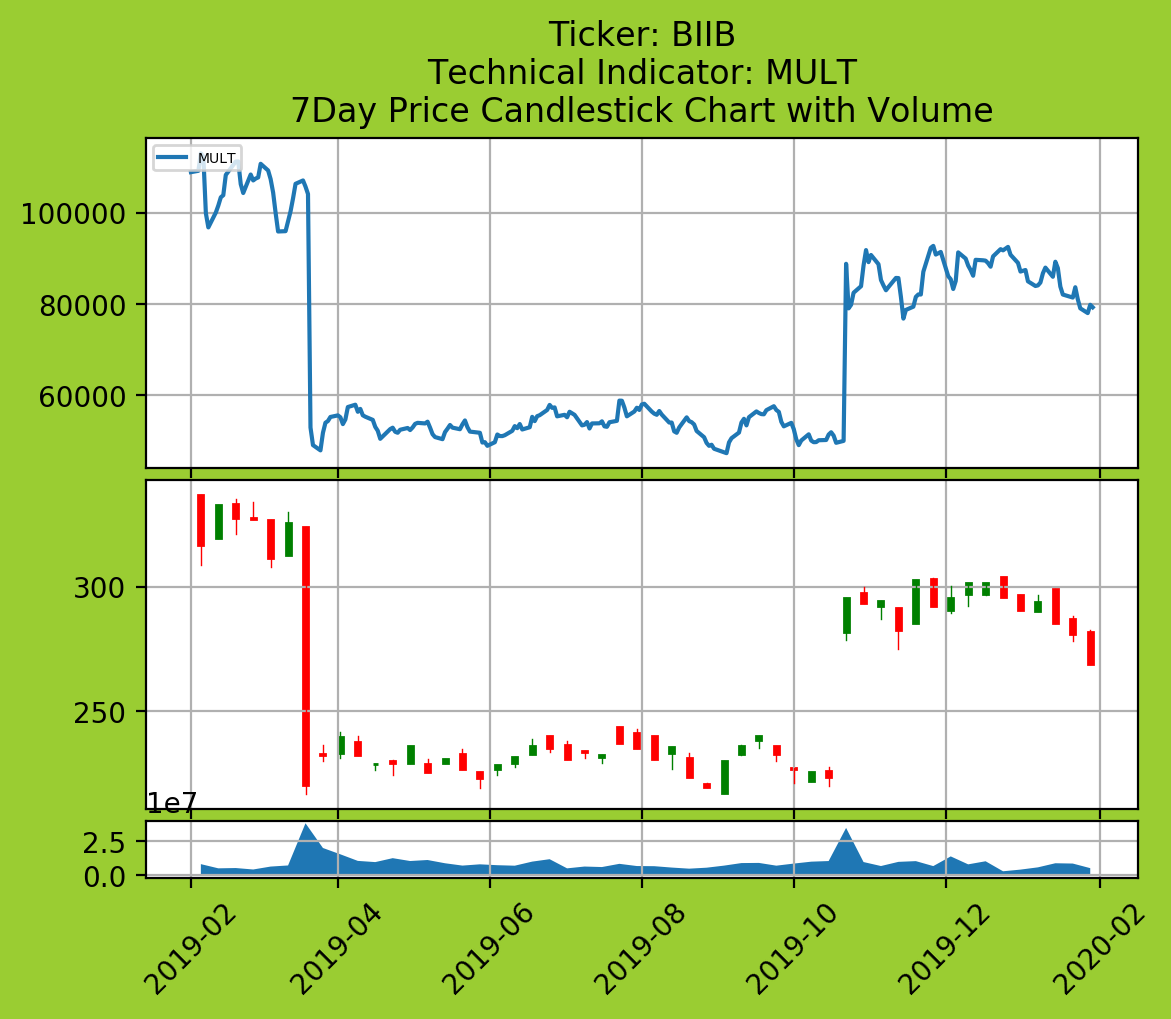 Ticker: BIIB
Technical Indicator: MULT
7Day Price Candlestick Chart with Volume
MULT
100000
80000
60000
300
250
1e7
2.5
0.0
2019-02
2019-04
2019-06
2019-08
2019-10
2019-12
2020-02